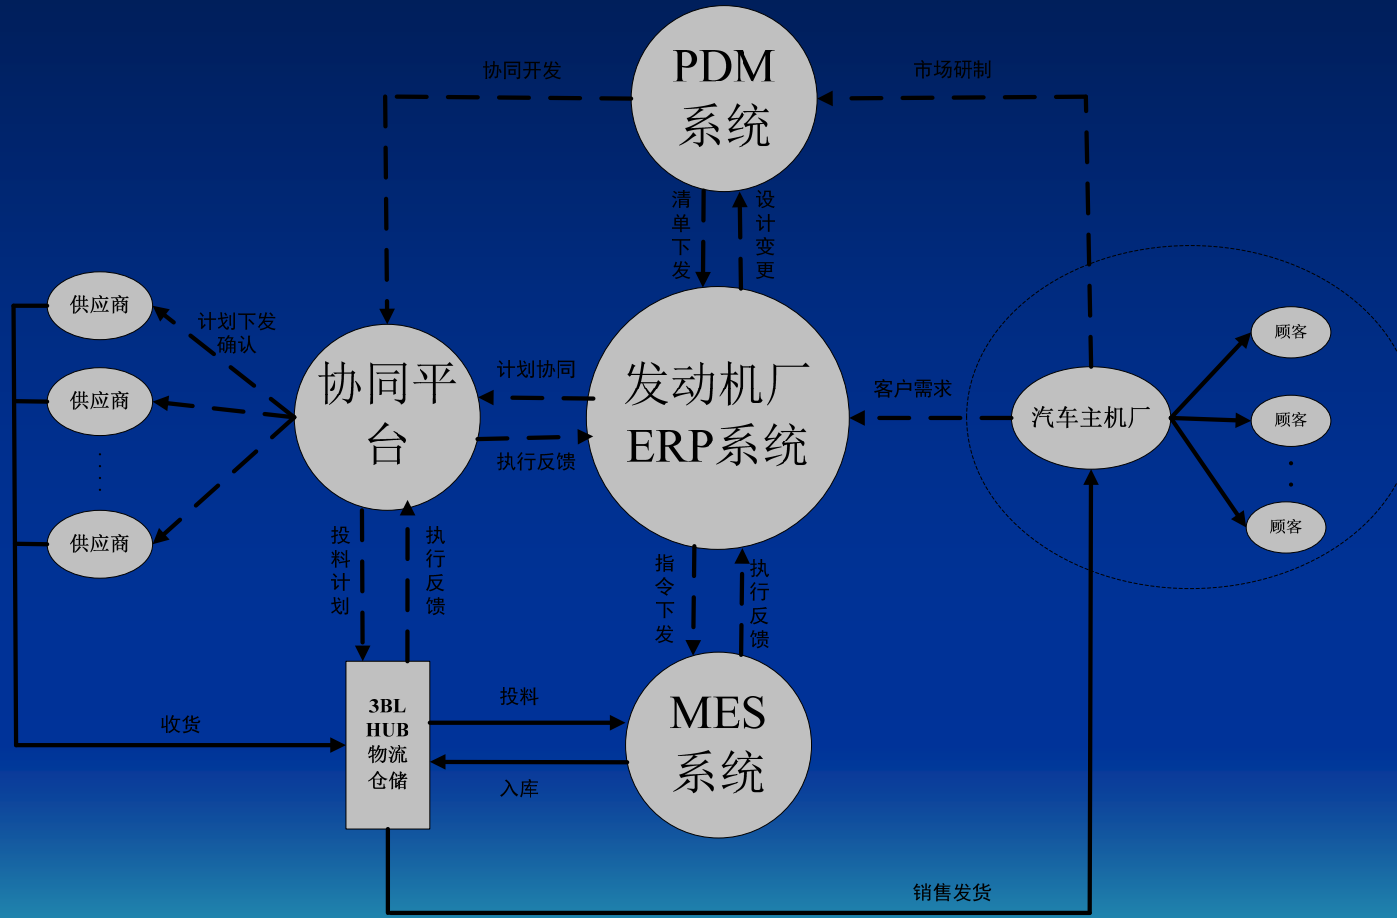 PDM
系统
协同开发
市场研制
清单下发
设计变更
供应商
计划下发
确认
供应商
供应商
协同平
台
计划协同
执行反馈
发动机厂
ERP系统
客户需求
汽车主机厂
顾客
顾客
顾客
投料计划
执行反馈
指令下发
执行反馈
3BL
HUB
物流
仓储
收货
投料
入库
MES
系统
销售发货